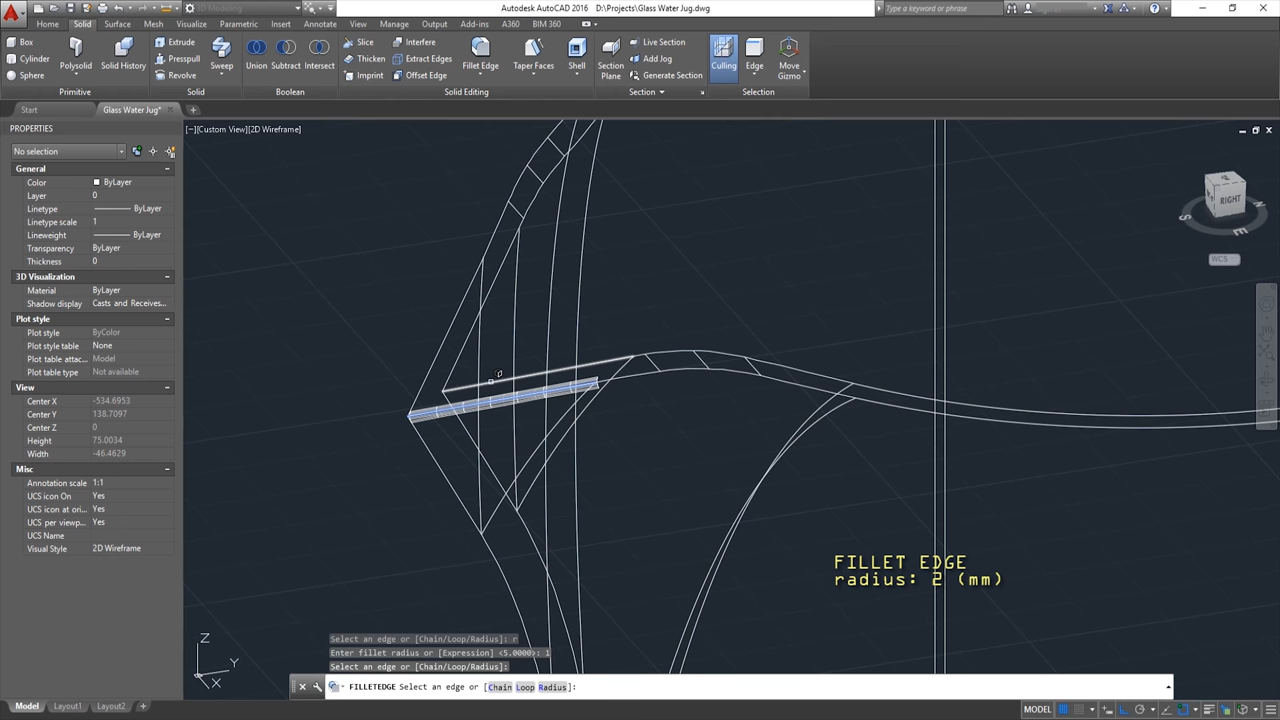 3D Modeling
Autodesk AutoCAD 2016 D:\Projects\Glass Water Jug.dwg
Type a keyword or phrase
Home Solid Surface Mesh Visualize Parametric Insert Annotate View Manage Output Add-ins A360 BIM 360
Box
Cylinder
Sphere
Polysolid
Solid History
Primitive
Extrude
Presspull
Revolve
Sweep
Solid
Union
Subtract
Intersect
Boolean
Slice
Thicken
Imprint
Interfere
Extract Edges
Offset Edge
Fillet Edge
Taper Faces
Shell
Solid Editing
Section
Plane
Live Section
Add Jog
Generate Section
Section
Culling
Edge
Move
Gizmo
Selection
Start Glass Water Jug*
PROPERTIES
No selection
General
Color ByLayer
Layer 0
Linetype ByLayer
Linetype scale 1
Lineweight ByLayer
Transparency ByLayer
Thickness 0
3D Visualization
Material ByLayer
Shadow display Casts and Receives...
Plot style
Plot style ByColor
Plot style table None
Plot table attac... Model
Plot table type Not available
View
Center X -534.6953
Center Y 138.7097
Center Z 0
Height 75.0034
Width -46.4629
Misc
Annotation scale 1:1
UCS icon On Yes
UCS icon at ori... Yes
UCS per viewp... Yes
UCS Name
Visual Style 2D Wireframe
[−][Custom View][2D Wireframe]
RIGHT
S
E
WCS
FILLET EDGE
radius: 2 (mm)
Z
Y
X
Select an edge or [Chain/Loop/Radius]: r
Enter fillet radius or [Expression] <5.0000>: 1
Select an edge or [Chain/Loop/Radius]:
FILLETEDGE Select an edge or [Chain Loop Radius]:
Model Layout1 Layout2
MODEL